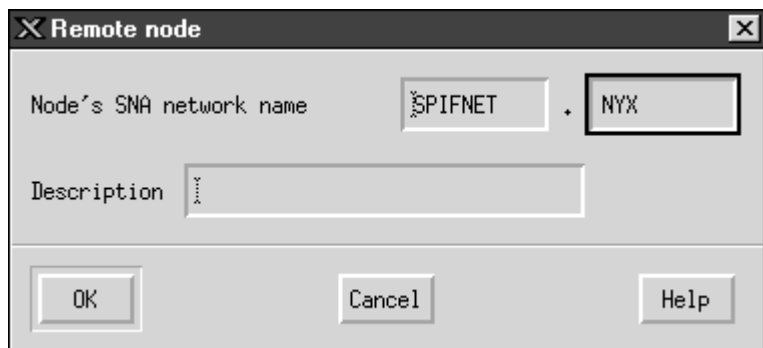 Remote node
Node's SNA network name SPIFNET . NYX
Description
OK Cancel Help